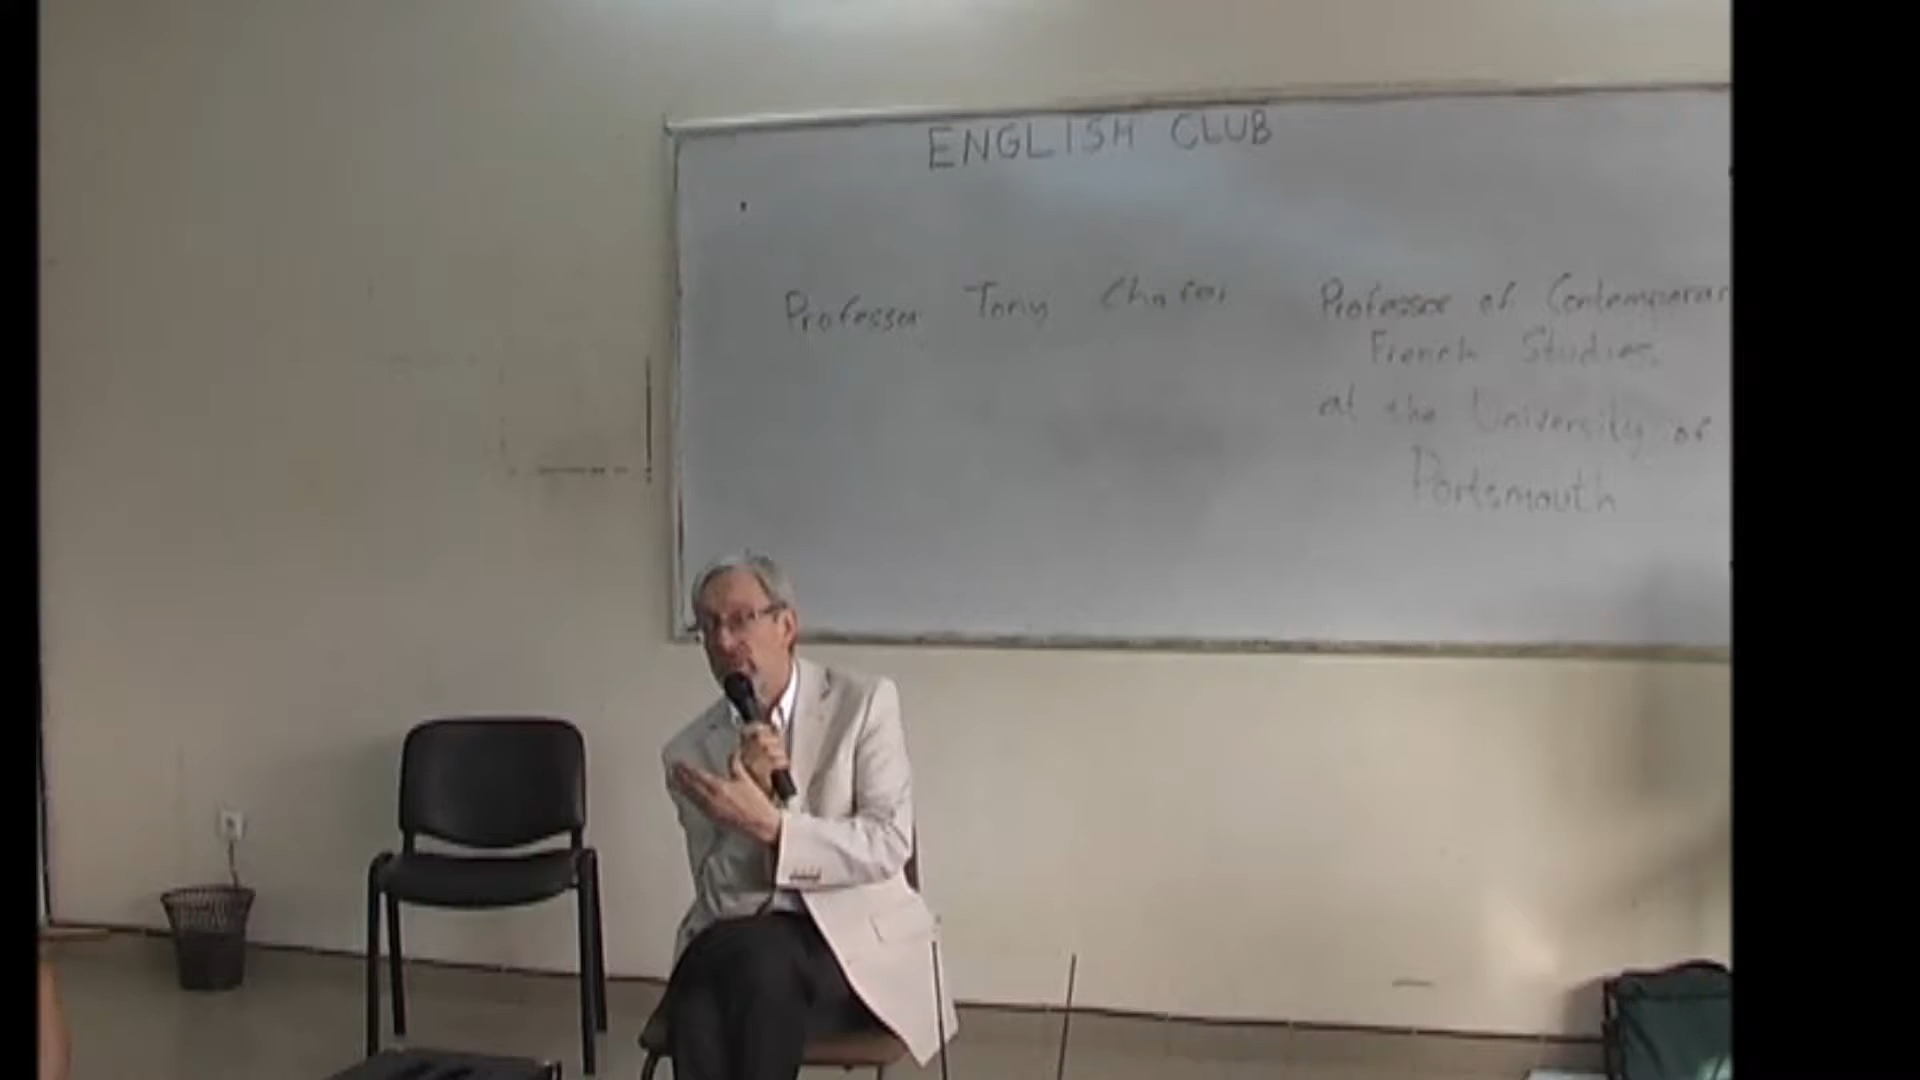 ENGLISH CLUB
Professor Tony Chafer
Professor of Contemporar
French Studies,
at the University of
Portsmouth